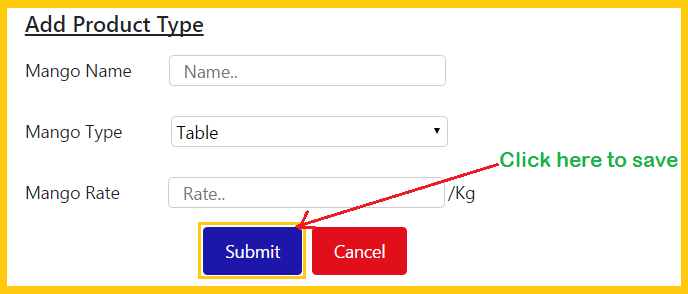 Add Product Type
Mango Name Name..
Mango Type Table
Click here to save
Mango Rate Rate.. /Kg
Submit Cancel